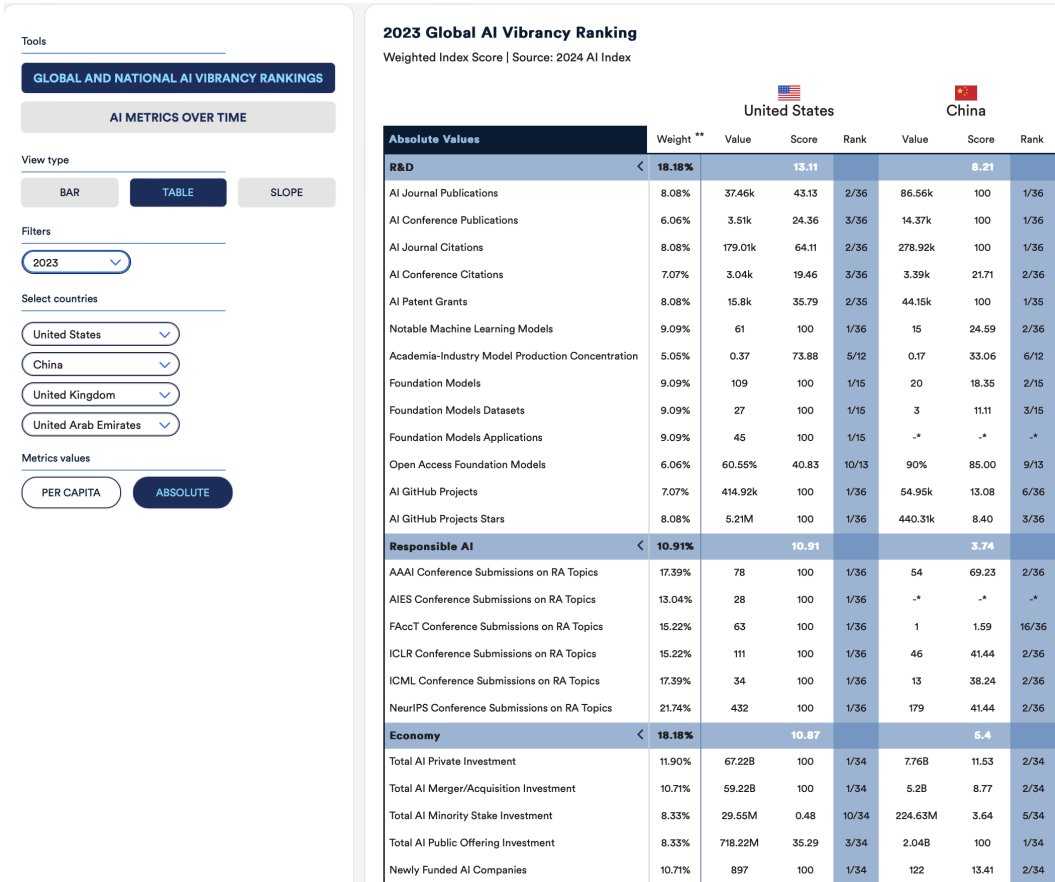 Tools
GLOBAL AND NATIONAL AI VIBRANCY RANKINGS
AI METRICS OVER TIME
View type
BAR TABLE SLOPE
Filters
2023
Select countries
United States
China
United Kingdom
United Arab Emirates
Metrics values
PER CAPITA ABSOLUTE
2023 Global AI Vibrancy Ranking
Weighted Index Score | Source: 2024 AI Index
United States China
Absolute Values Weight ** Value Score Rank Value Score Rank
R&D 18.18% 13.11 8.21
AI Journal Publications 8.08% 37.46k 43.13 2/36 86.56k 100 1/36
AI Conference Publications 6.06% 3.51k 24.36 3/36 14.37k 100 1/36
AI Journal Citations 8.08% 179.01k 64.11 2/36 278.92k 100 1/36
AI Conference Citations 7.07% 3.04k 19.46 3/36 3.39k 21.71 2/36
AI Patent Grants 8.08% 15.8k 35.79 2/35 44.15k 100 1/35
Notable Machine Learning Models 9.09% 61 100 1/36 15 24.59 2/36
Academia-Industry Model Production Concentration 5.05% 0.37 73.88 5/12 0.17 33.06 6/12
Foundation Models 9.09% 109 100 1/15 20 18.35 2/15
Foundation Models Datasets 9.09% 27 100 1/15 3 11.11 3/15
Foundation Models Applications 9.09% 45 100 1/15 -* -* -*
Open Access Foundation Models 6.06% 60.55% 40.83 10/13 90% 85.00 9/13
AI GitHub Projects 7.07% 414.92k 100 1/36 54.95k 13.08 6/36
AI GitHub Projects Stars 8.08% 5.21M 100 1/36 440.31k 8.40 3/36
Responsible AI 10.91% 10.91 3.74
AAAI Conference Submissions on RA Topics 17.39% 78 100 1/36 54 69.23 2/36
AIES Conference Submissions on RA Topics 13.04% 28 100 1/36 -* -* -*
FAccT Conference Submissions on RA Topics 15.22% 63 100 1/36 1 1.59 16/36
ICLR Conference Submissions on RA Topics 15.22% 111 100 1/36 46 41.44 2/36
ICML Conference Submissions on RA Topics 17.39% 34 100 1/36 13 38.24 2/36
NeurIPS Conference Submissions on RA Topics 21.74% 432 100 1/36 179 41.44 2/36
Economy 18.18% 10.87 5.4
Total AI Private Investment 11.90% 67.22B 100 1/34 7.76B 11.53 2/34
Total AI Merger/Acquisition Investment 10.71% 59.22B 100 1/34 5.2B 8.77 2/34
Total AI Minority Stake Investment 8.33% 29.55M 0.48 10/34 224.63M 3.64 5/34
Total AI Public Offering Investment 8.33% 718.22M 35.29 3/34 2.04B 100 1/34
Newly Funded AI Companies 10.71% 897 100 1/34 122 13.41 2/34